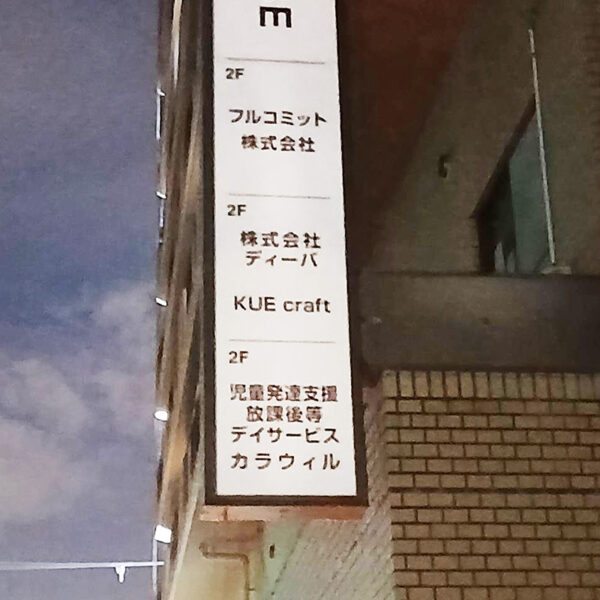 m
2F
フルコミット
株式会社
2F
株式会社
ディーバ
KUE craft
2F
児童発達支援
放課後等
デイサービス
カラウィル